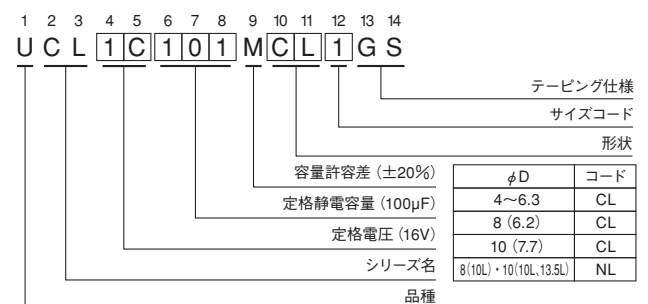 1 2 3 4 5 6 7 8 9 10 11 12 13 14
U C L 1 C 1 0 1 M C L 1 G S
テーピング仕様
サイズコード
形状
容量許容差（±20%）
定格静電容量（100μF）
定格電圧（16V）
シリーズ名
品種
φD コード
4～6.3 CL
8（6.2） CL
10（7.7） CL
8(10L)・10(10L、13.5L) NL